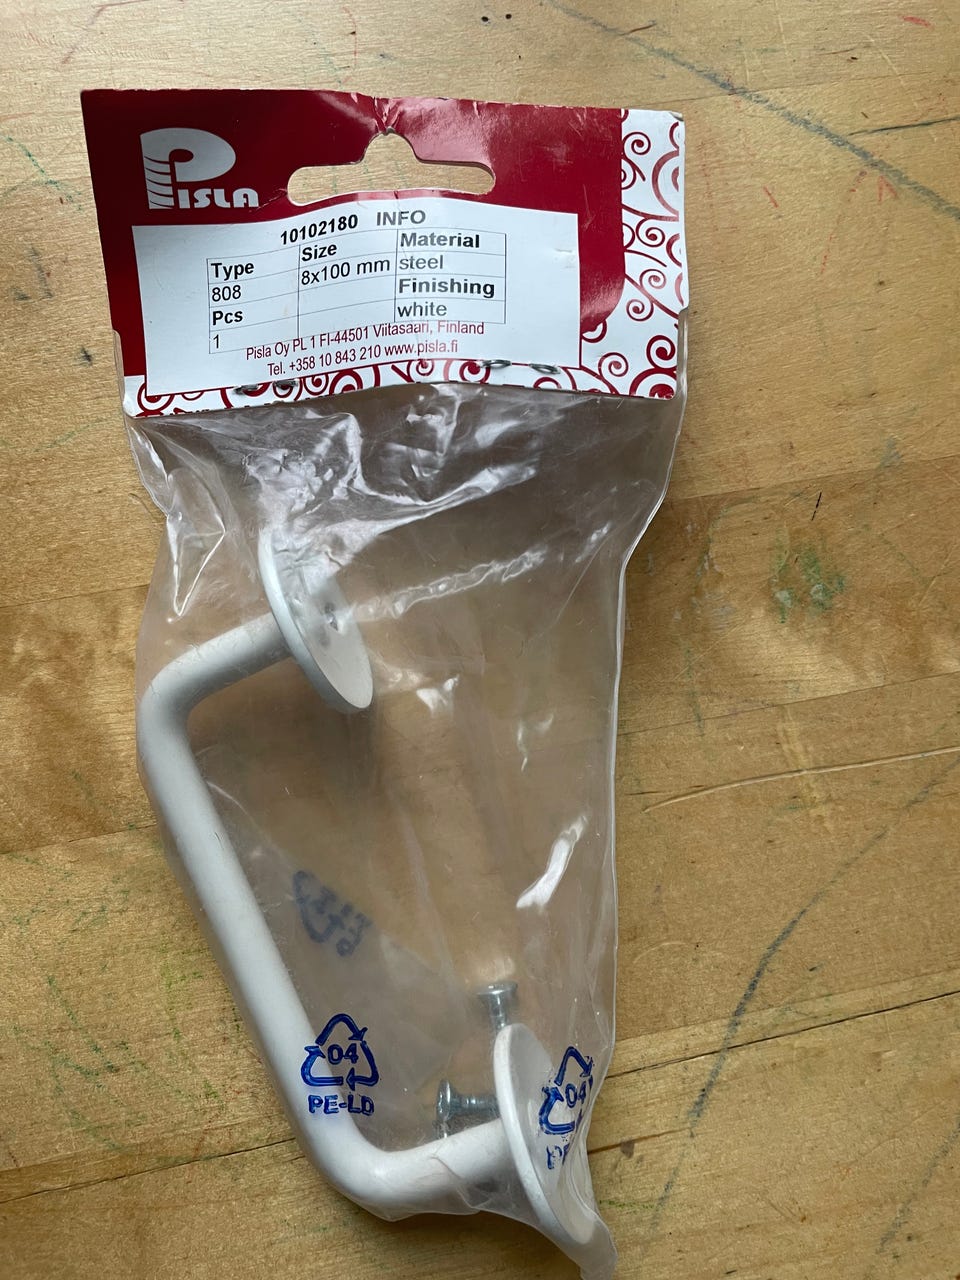 PISLA
10102180 INFO
Type Size Material
808 8x100 mm steel
Pcs Finishing
1 white
Pisla Oy PL 1 FI-44501 Viitasaari, Finland
Tel. +358 10 843 210 www.pisla.fi
04
PE-LD
04